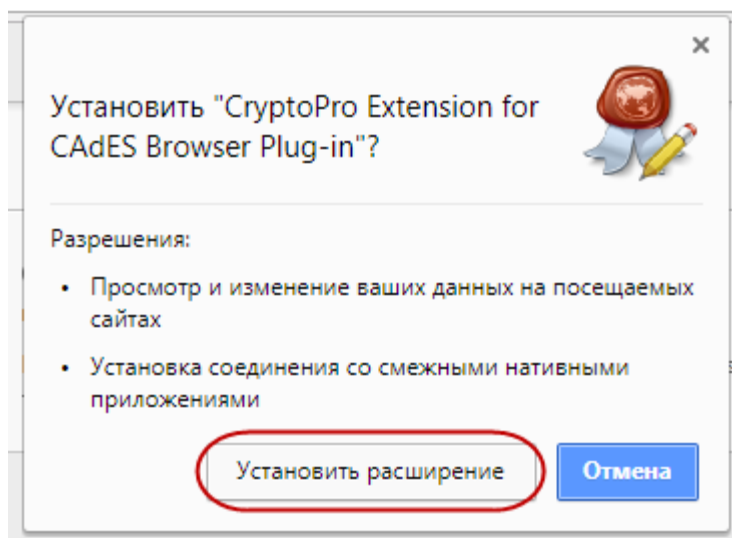 Установить "CryptoPro Extension for
CAdES Browser Plug-in"?
Разрешения:
• Просмотр и изменение ваших данных на посещаемых
сайтах
• Установка соединения со смежными нативными
приложениями
Установить расширение
Отмена